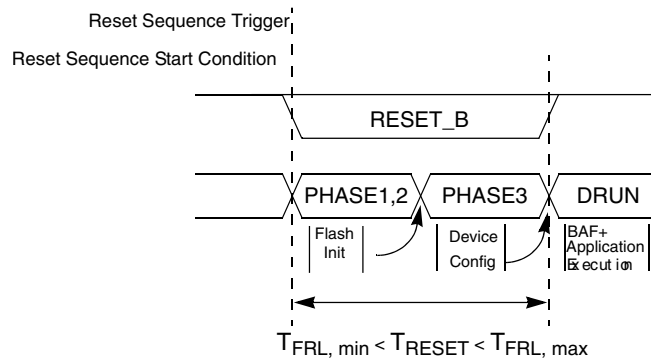 Reset Sequence Trigger
Reset Sequence Start Condition
RESET_B
PHASE1,2 PHASE3 DRUN
Flash Init
Device Config
BAF+
Application
Execution
TFRL, min < TRESET < TFRL, max